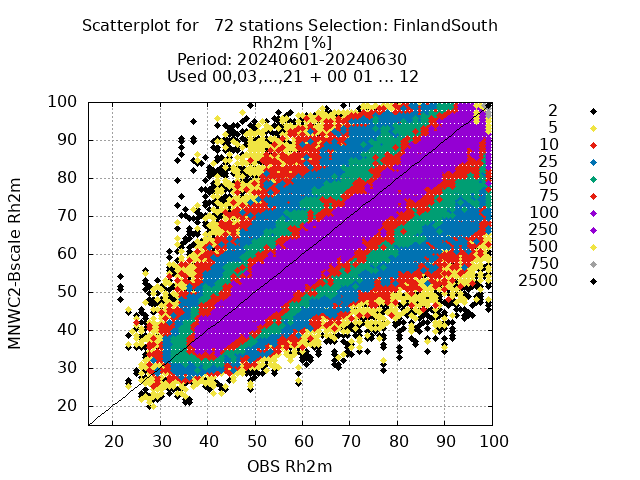 Scatterplot for   72 stations Selection: FinlandSouth
Rh2m [%]
Period: 20240601-20240630
Used 00,03,...,21 + 00 01 ... 12
100
90
80
70
60
50
40
30
20
MNWC2-Bscale Rh2m
20 30 40 50 60 70 80 90 100
OBS Rh2m
2
5
10
25
50
75
100
250
500
750
2500